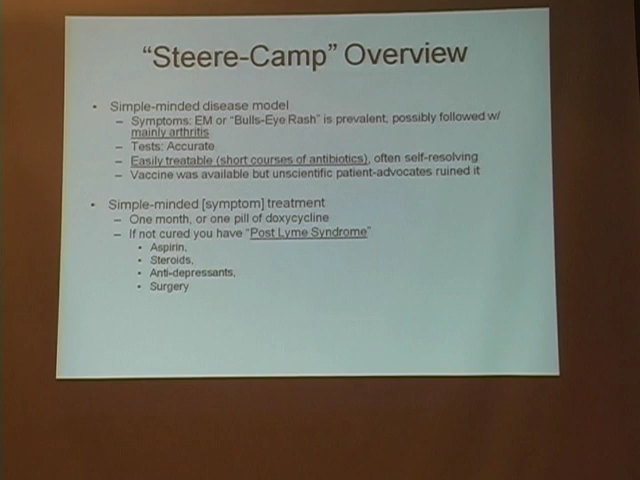 “Steere-Camp” Overview
• Simple-minded disease model
– Symptoms: EM or “Bulls-Eye Rash” is prevalent, possibly followed w/
mainly arthritis
– Tests: Accurate
– Easily treatable (short courses of antibiotics), often self-resolving
– Vaccine was available but unscientific patient-advocates ruined it
• Simple-minded [symptom] treatment
– One month, or one pill of doxycycline
– If not cured you have “Post Lyme Syndrome”
• Aspirin,
• Steroids,
• Anti-depressants,
• Surgery